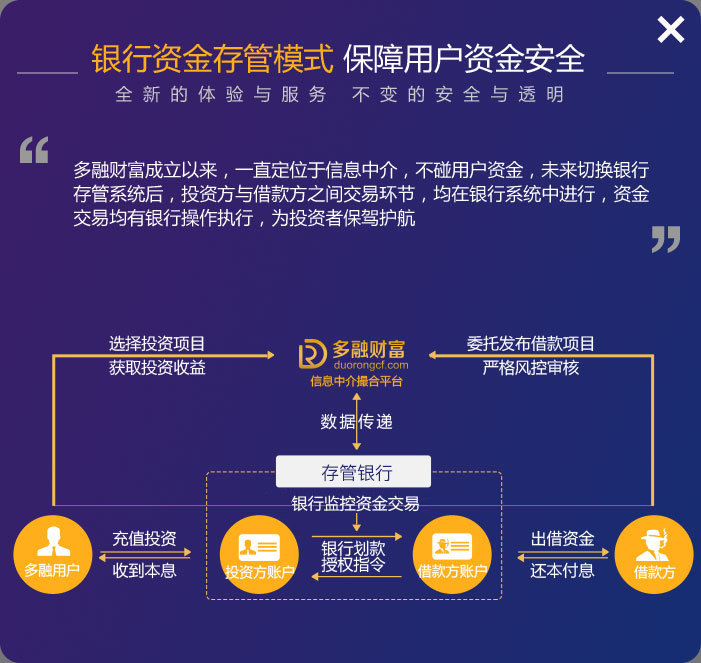 银行资金存管模式 保障用户资金安全
全新的体验与服务 不变的安全与透明
多融财富成立以来，一直定位于信息中介，不碰用户资金，未来切换银行
存管系统后，投资方与借款方之间交易环节，均在银行系统中进行，资金
交易均有银行操作执行，为投资者保驾护航
选择投资项目
获取投资收益
多融财富
duorongcf.com
信息中介撮合平台
委托发布借款项目
严格风控审核
数据传递
存管银行
银行监控资金交易
多融用户
充值投资
收到本息
投资方账户
银行划款
授权指令
借款方账户
出借资金
还本付息
借款方